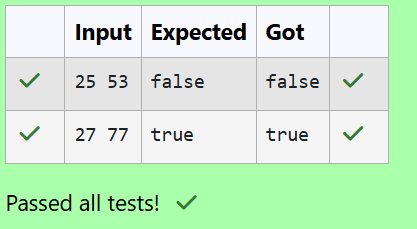 Input Expected Got
25 53 false false
27 77 true true
Passed all tests!